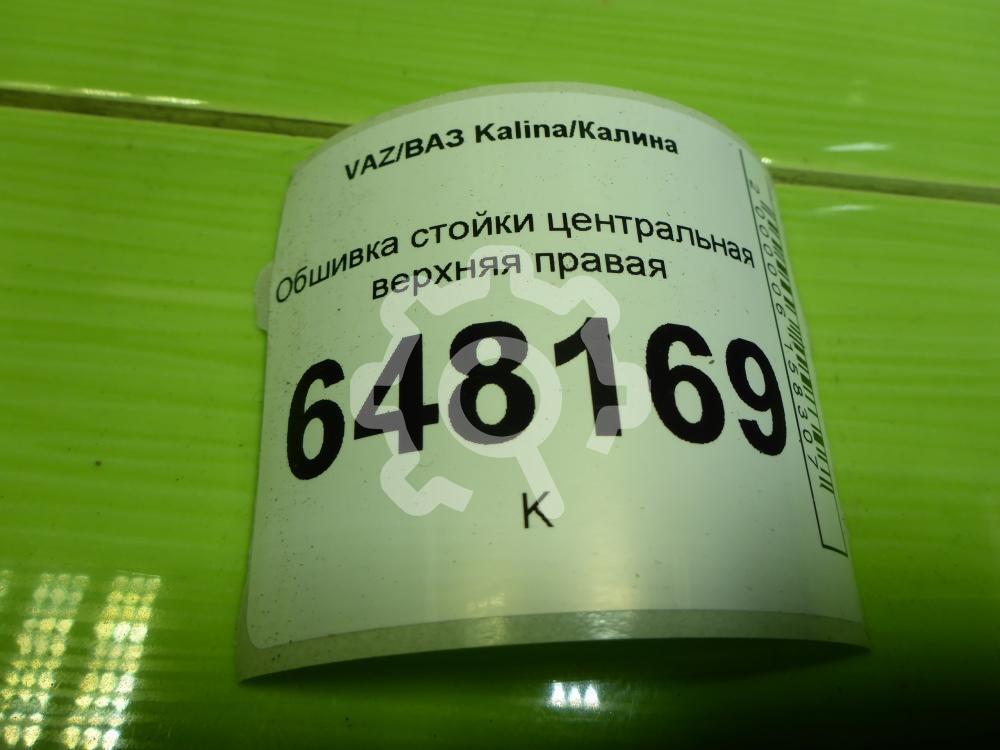 VAZ/ВАЗ Kalina/Калина
Обшивка стойки центральная
верхняя правая
648169
К